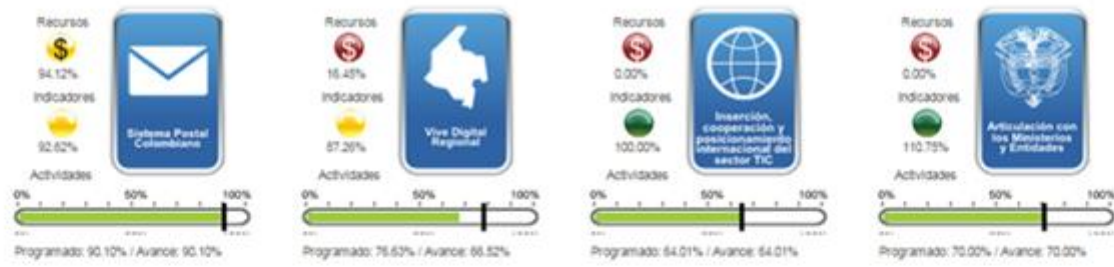 Recursos
$
94.12%
Indicadores
92.62%
Sistema Postal
Colombiano
Actividades
0% 50% 100%
Programado: 90.10% / Avance: 90.10%
Recursos
$
16.45%
Indicadores
87.26%
Vive Digital
Regional
Actividades
0% 50% 100%
Programado: 76.63% / Avance: 66.52%
Recursos
$
0.00%
Indicadores
100.00%
Inserción,
cooperación y
posicionamiento
internacional del
sector TIC
Actividades
0% 50% 100%
Programado: 64.01% / Avance: 64.01%
Recursos
$
0.00%
Indicadores
110.75%
Articulación con
los Ministerios
y Entidades
Actividades
0% 50% 100%
Programado: 70.00% / Avance: 70.00%